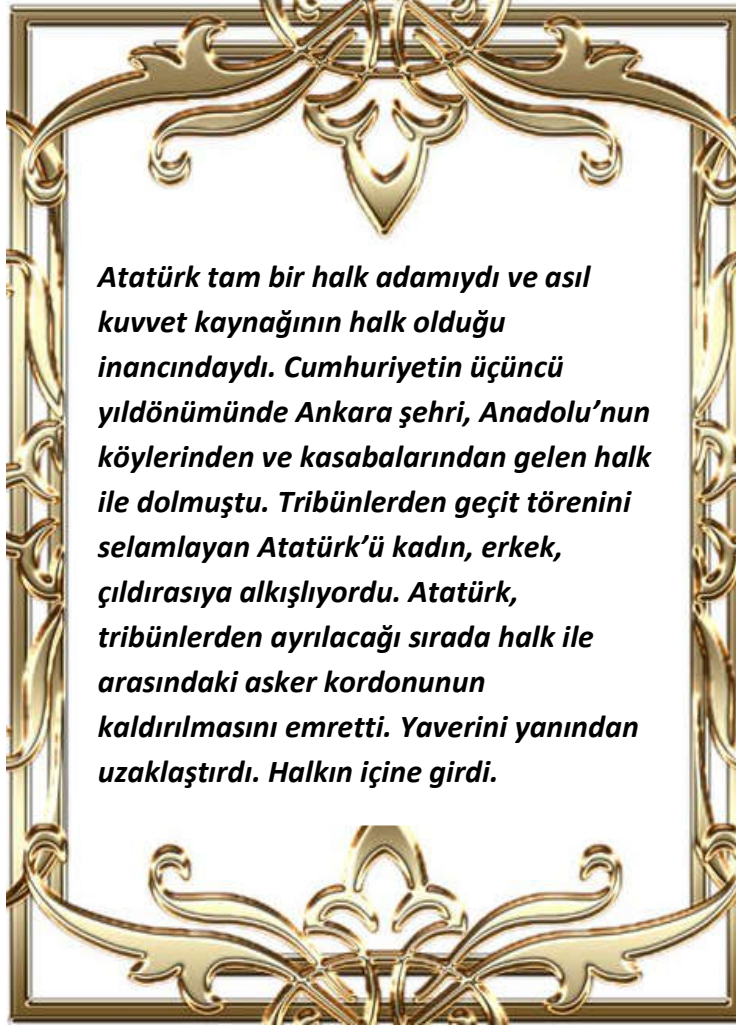 Atatürk tam bir halk adamıydı ve asıl
kuvvet kaynağının halk olduğu
inancındaydı. Cumhuriyetin üçüncü
yıldönümünde Ankara şehri, Anadolu’nun
köylerinden ve kasabalarından gelen halk
ile dolmuştu. Tribünlerden geçit törenini
selamlayan Atatürk’ü kadın, erkek,
çıldırasıya alkışlıyordu. Atatürk,
tribünlerden ayrılacağı sırada halk ile
arasındaki asker kordonunun
kaldırılmasını emretti. Yaverini yanından
uzaklaştırdı. Halkın içine girdi.